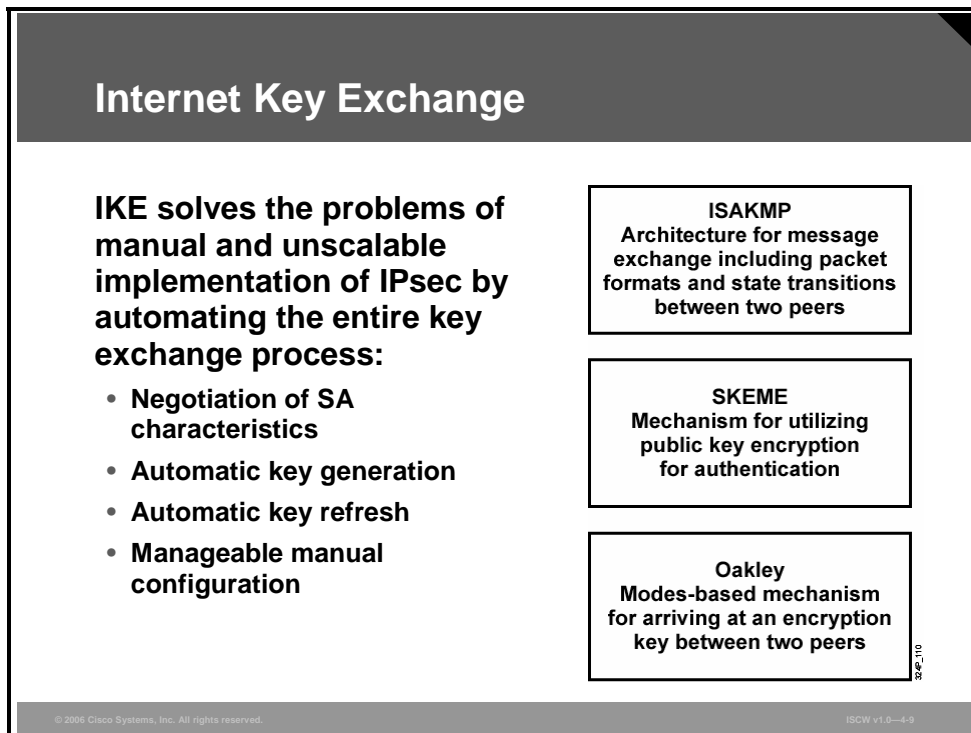 Internet Key Exchange
IKE solves the problems of
manual and unscalable
implementation of IPsec by
automating the entire key
exchange process:
• Negotiation of SA
characteristics
• Automatic key generation
• Automatic key refresh
• Manageable manual
configuration
ISAKMP
Architecture for message
exchange including packet
formats and state transitions
between two peers
SKEME
Mechanism for utilizing
public key encryption
for authentication
Oakley
Modes-based mechanism
for arriving at an encryption
key between two peers
324P_110
© 2006 Cisco Systems, Inc. All rights reserved.
ISCW v1.0—4-9